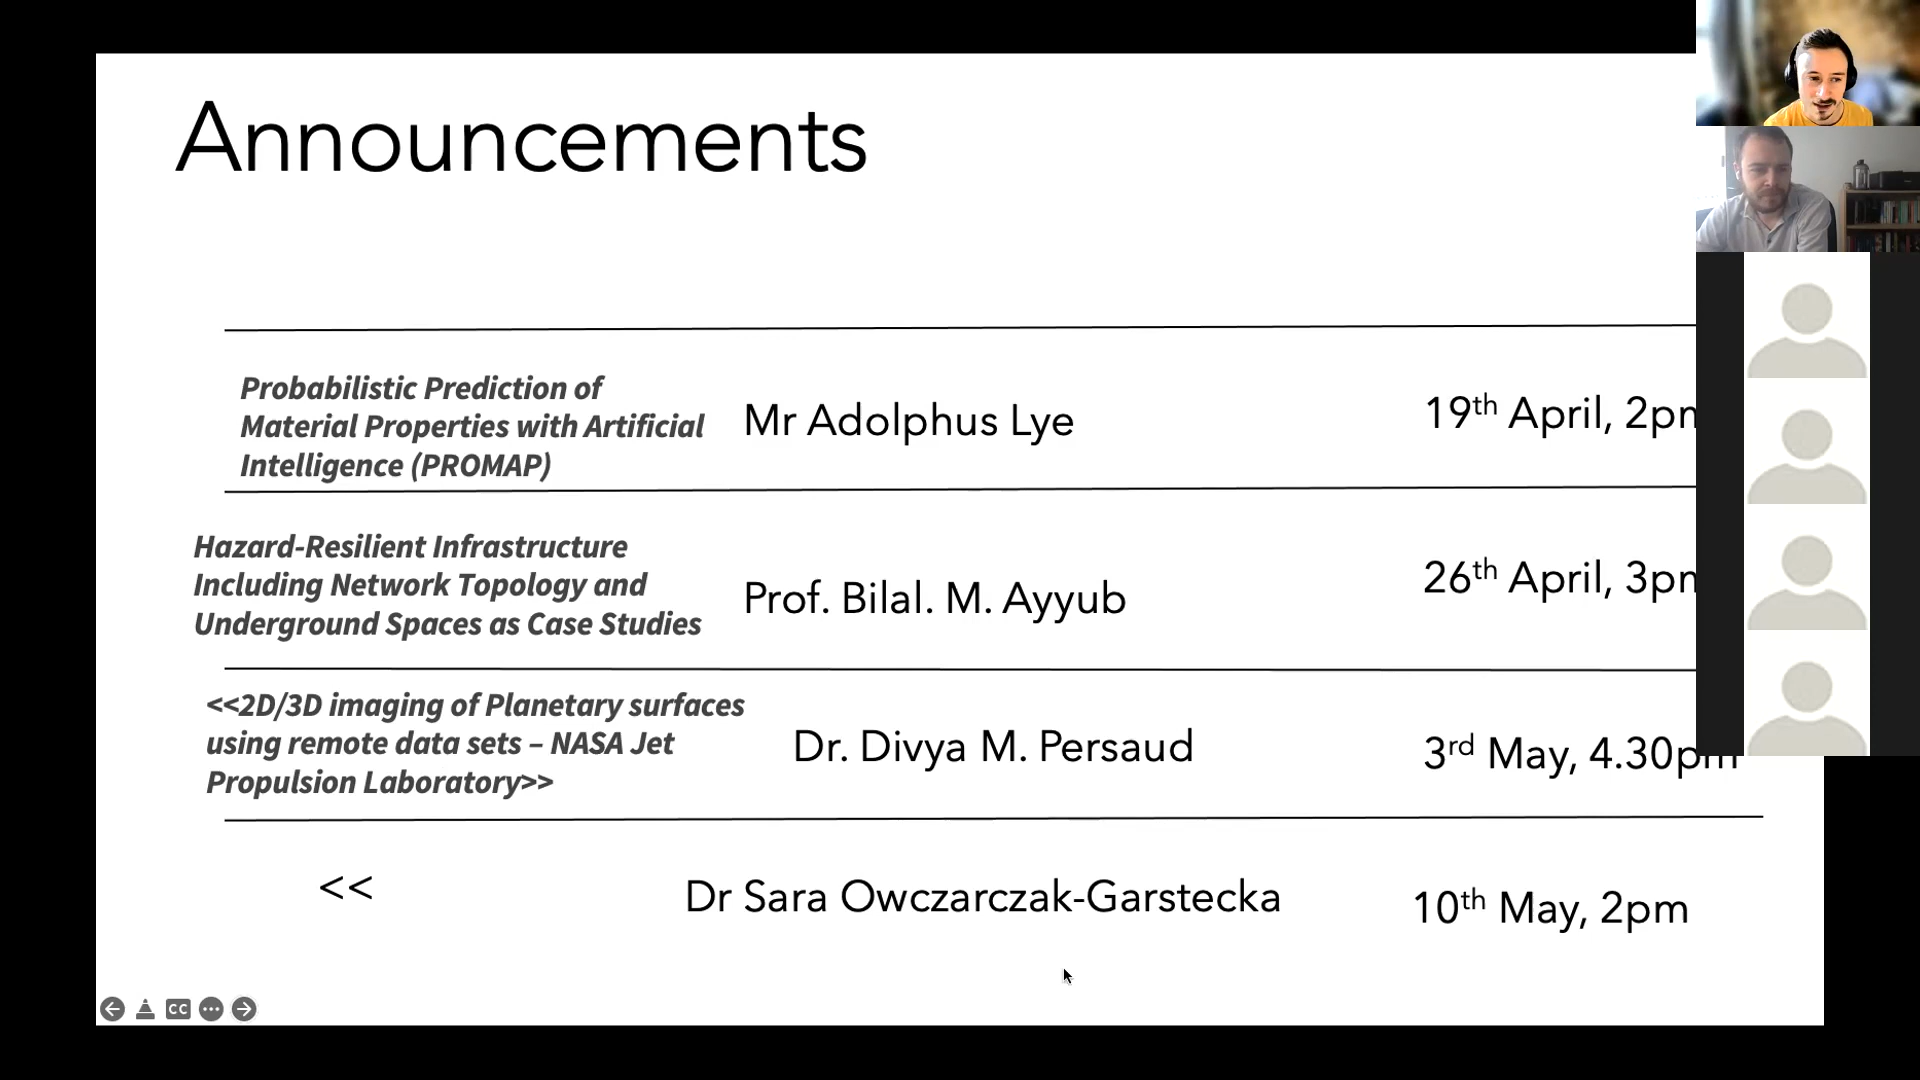 Announcements
Probabilistic Prediction of
Material Properties with Artificial
Intelligence (PROMAP)
Mr Adolphus Lye
19th April, 2pm
Hazard-Resilient Infrastructure
Including Network Topology and
Underground Spaces as Case Studies
Prof. Bilal. M. Ayyub
26th April, 3pm
<<2D/3D imaging of Planetary surfaces
using remote data sets – NASA Jet
Propulsion Laboratory>>
Dr. Divya M. Persaud
3rd May, 4.30pm
<<
Dr Sara Owczarczak-Garstecka
10th May, 2pm
CC